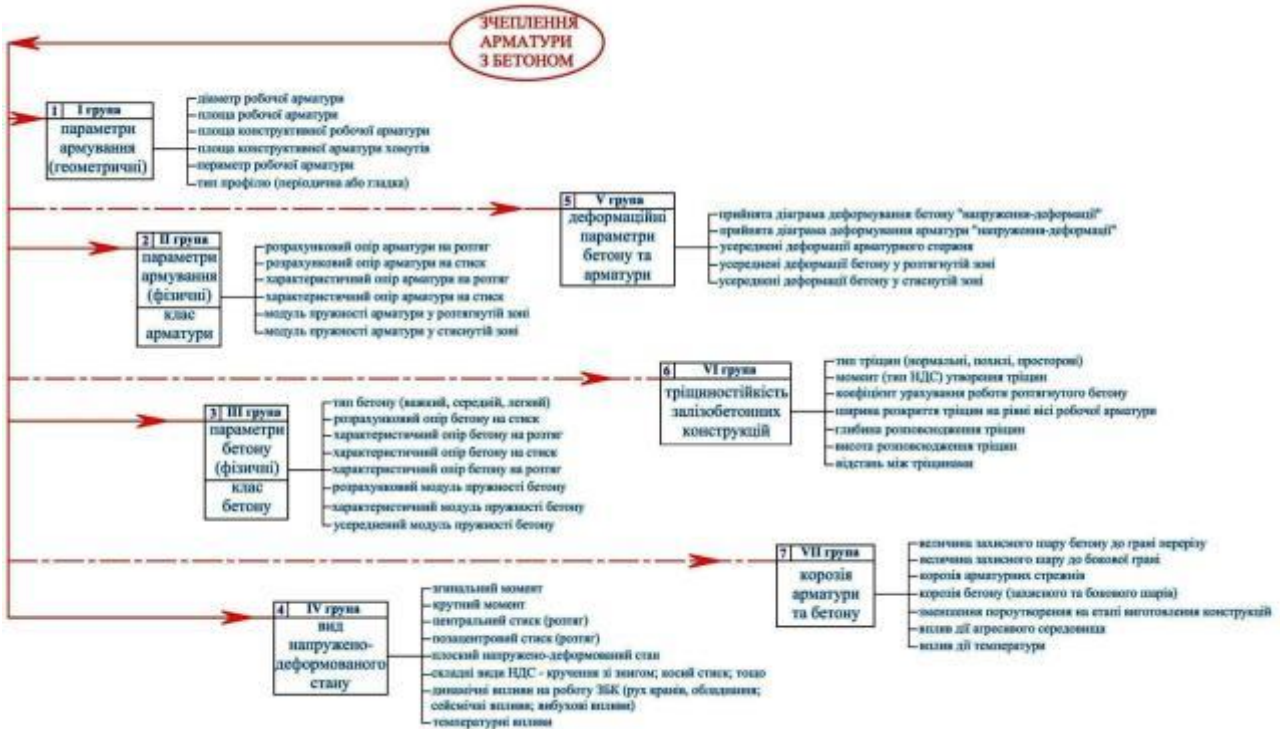 ЗЧЕПЛЕННЯ
АРМАТУРИ
З БЕТОНОМ
1 I група
параметри
армування
(геометричні)
діаметр робочої арматури
площа робочої арматури
площа конструктивної робочої арматури
площа конструктивної арматури хомутів
периметр робочої арматури
тип профілю (періодична або гладка)
5 V група
деформаційні
параметри
бетону та
арматури
прийнята діаграма деформування бетону "напруження-деформації"
прийнята діаграма деформування арматури "напруження-деформації"
усереднені деформації арматурного стержня
усереднені деформації бетону у розтягнутій зоні
усереднені деформації бетону у стиснутій зоні
2 II група
параметри
армування
(фізичні)
клас
арматури
розрахунковий опір арматури на розтяг
розрахунковий опір арматури на стиск
характеристичний опір арматури на розтяг
характеристичний опір арматури на стиск
модуль пружності арматури у розтягнутій зоні
модуль пружності арматури у стиснутій зоні
6 VI група
тріщиностійкість
залізобетонних
конструкцій
тип тріщин (нормальні, похилі, просторові)
момент (тип НДС) утворення тріщин
коефіцієнт урахування роботи розтягнутого бетону
ширина розкриття тріщин на рівні вісі робочої арматури
глибина розповсюдження тріщин
висота розповсюдження тріщин
відстань між тріщинами
3 III група
параметри
бетону
(фізичні)
клас
бетону
тип бетону (важкий, середній, легкий)
розрахунковий опір бетону на стиск
характеристичний опір бетону на розтяг
характеристичний опір бетону на стиск
характеристичний опір бетону на розтяг
розрахунковий модуль пружності бетону
характеристичний модуль пружності бетону
усереднений модуль пружності бетону
7 VII група
корозія
арматури
та бетону
величина захисного шару бетону до грані перерізу
величина захисного шару до бокової грані
корозія арматурних стрежнів
корозія бетону (захисного та бокового шарів)
зменшення пороутворення на етапі виготовлення конструкцій
вплив дії агресивного середовища
вплив дії температури
4 IV група
вид
напружено-
деформованого
стану
згинальний момент
крутний момент
центральний стиск (розтяг)
позацентровий стиск (розтяг)
плоский напружено-деформований стан
складні види НДС - кручення зі згином; косий стиск; тощо
динамічні впливи на роботу ЗБК (рух кранів, обладнання;
сейсмічні впливи; вибухові впливи)
температурні впливи